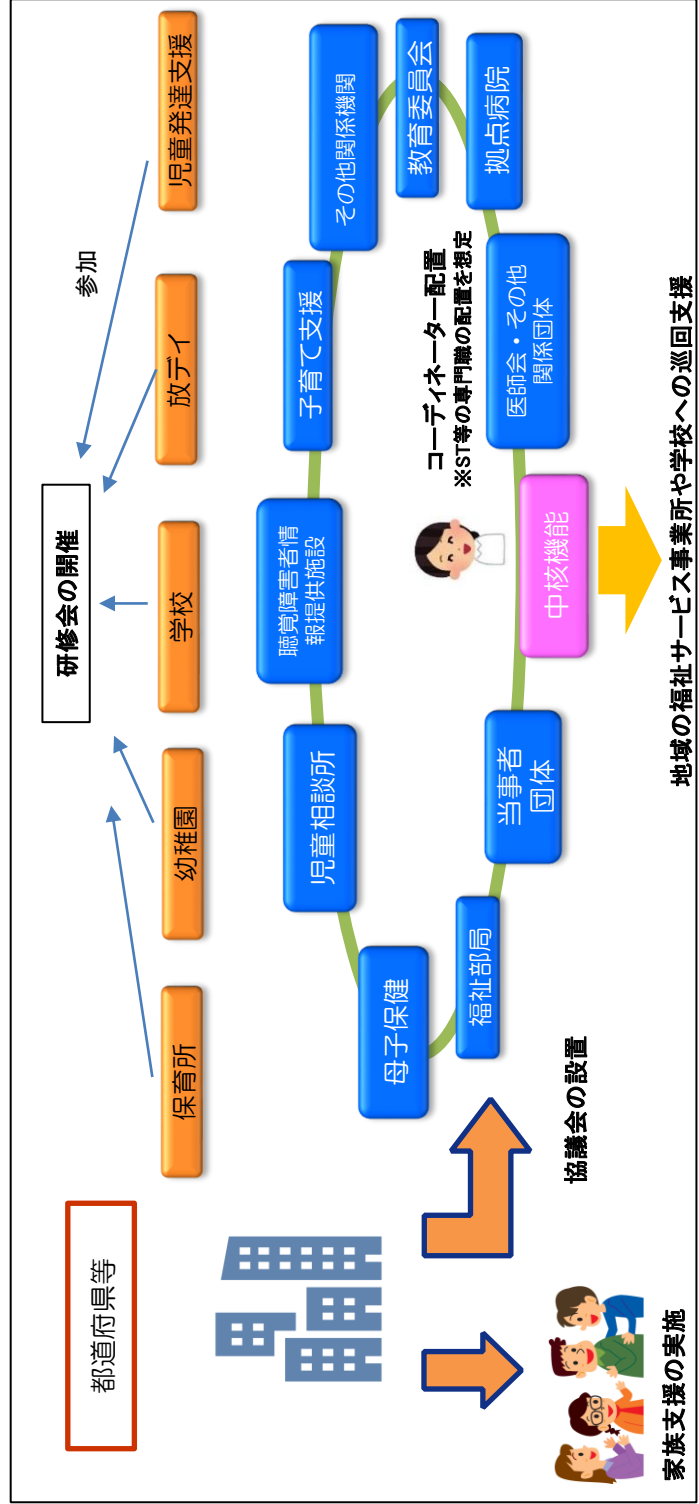 都道府県等
研修会の開催
参加
保育所
幼稚園
学校
放デイ
児童発達支援
母子保健
児童相談所
聴覚障害者情
報提供施設
子育て支援
その他関係機関
教育委員会
拠点病院
医師会・その他
関係団体
中核機能
当事者
団体
福祉部局
コーディネーター配置
※ST等の専門職の配置を想定
協議会の設置
家族支援の実施
地域の福祉サービス事業所や学校への巡回支援